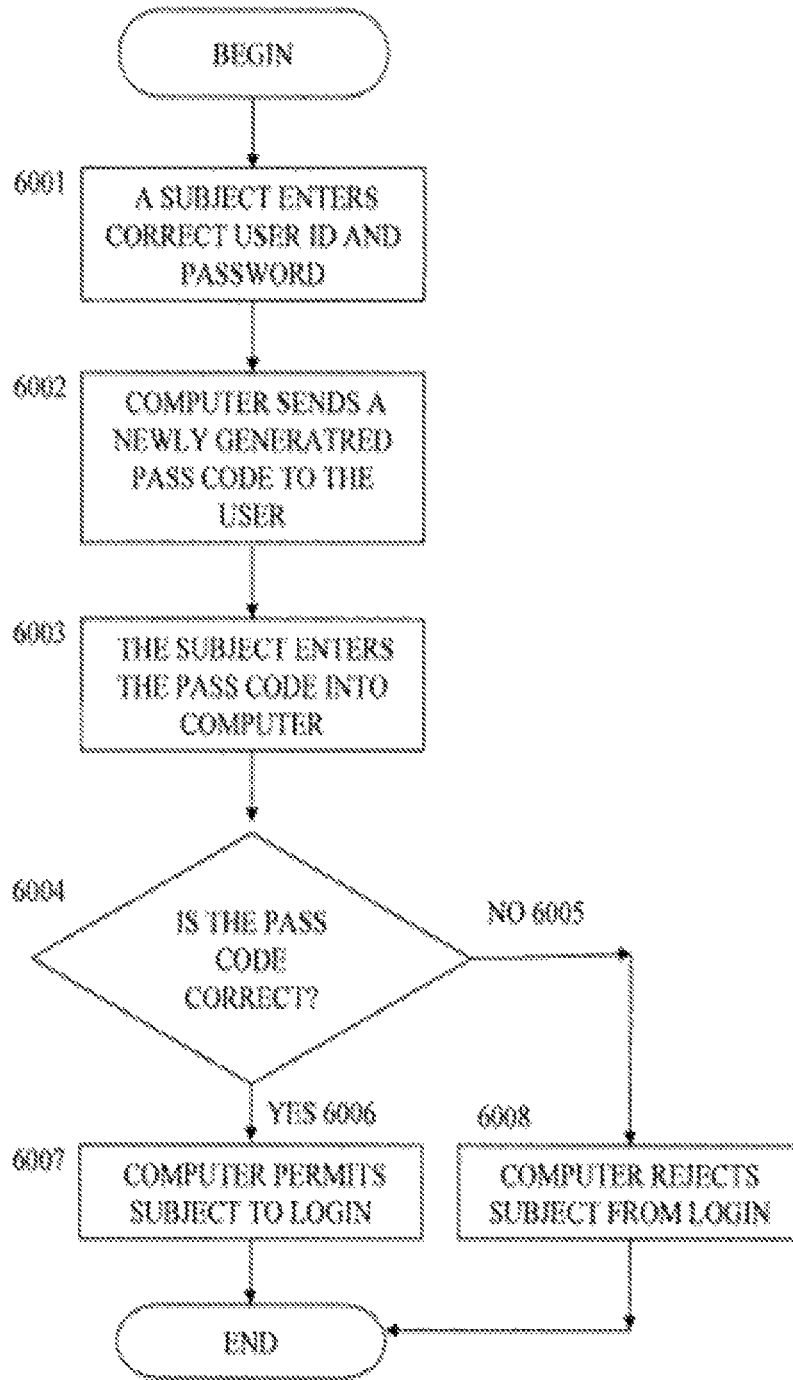 BEGIN
6001
A SUBJECT ENTERS
CORRECT USER ID AND
PASSWORD
6002
COMPUTER SENDS A
NEWLY GENERATRED
PASS CODE TO THE
USER
6003
THE SUBJECT ENTERS
THE PASS CODE INTO
COMPUTER
6004
IS THE PASS
CODE
CORRECT?
NO 6005
YES 6006
6007
COMPUTER PERMITS
SUBJECT TO LOGIN
6008
COMPUTER REJECTS
SUBJECT FROM LOGIN
END